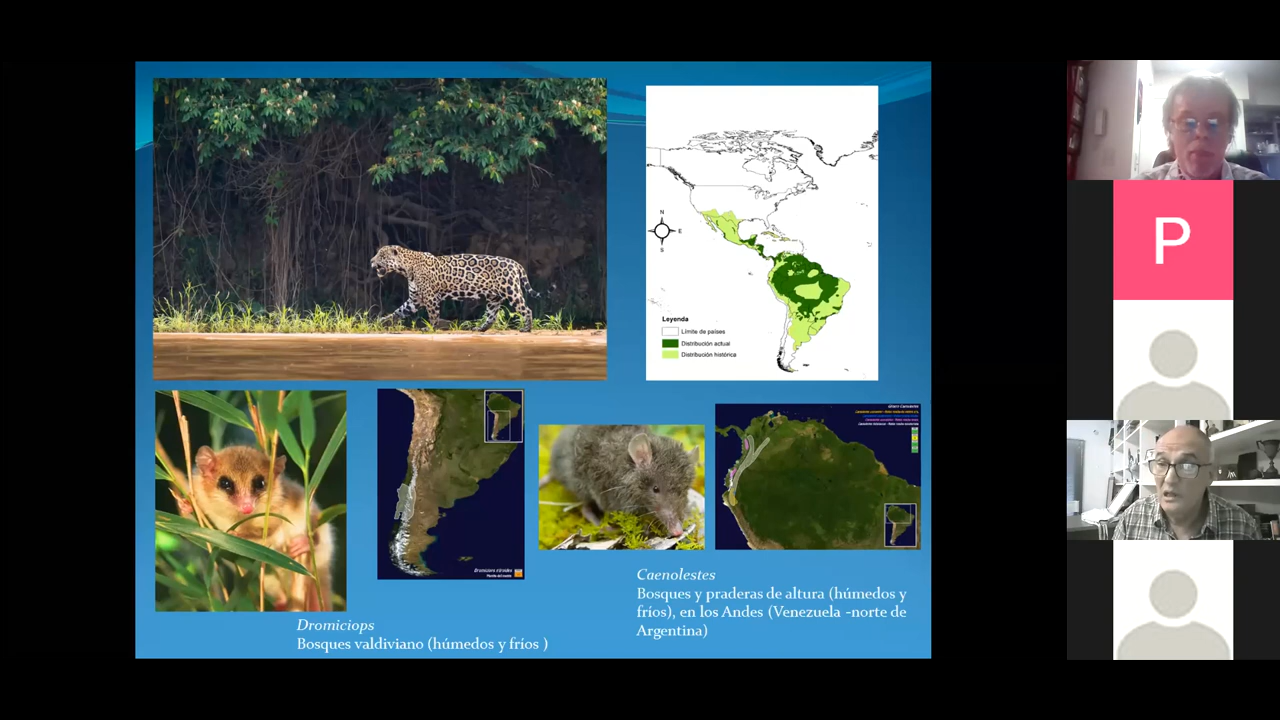 N
E
S
Leyenda
Límite de países
Distribución actual
Distribución histórica
P
Dromiciops
Bosques valdiviano (húmedos y fríos )
Caenolestes
Bosques y praderas de altura (húmedos y
fríos), en los Andes (Venezuela -norte de
Argentina)